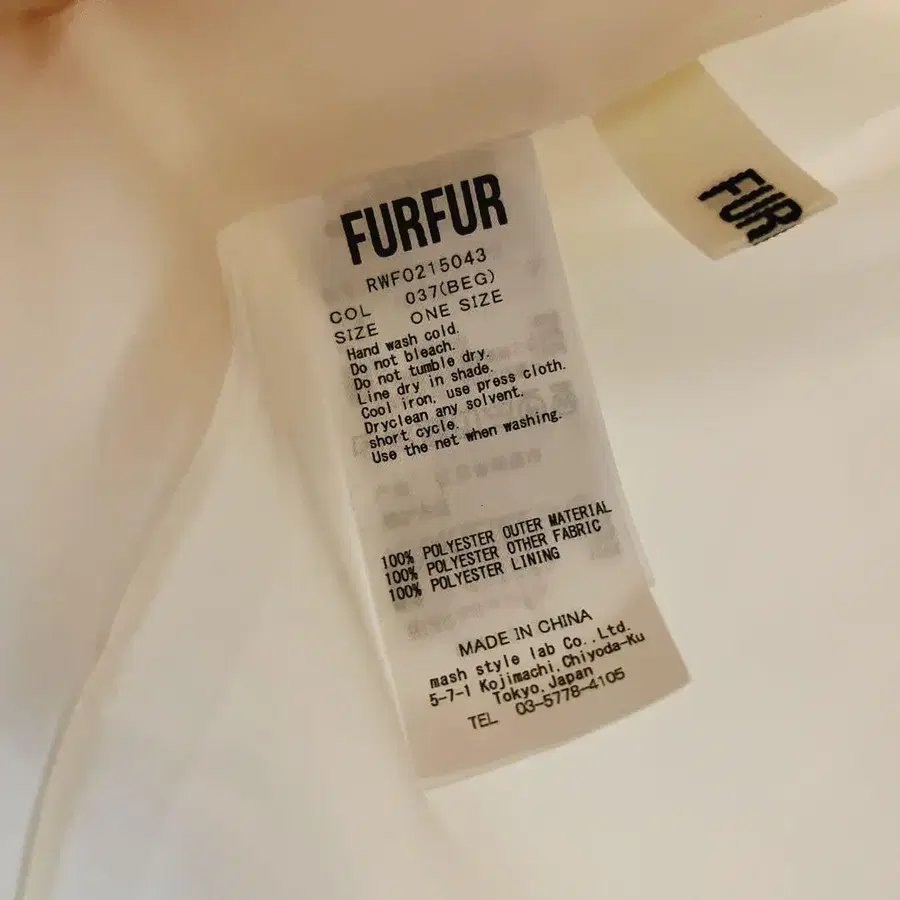 FURFUR
RWF0215043
COL 037(BEG)
SIZE ONE SIZE
Hand wash cold.
Do not bleach.
Do not tumble dry.
Line dry in shade.
Cool iron, use press cloth.
Dryclean any solvent.
short cycle.
Use the net when washing.
100% POLYESTER OUTER MATERIAL
100% POLYESTER OTHER FABRIC
100% POLYESTER LINING
MADE IN CHINA
mash style lab Co.,Ltd.
5-7-1 Kojimachi,Chiyoda-Ku
Tokyo,Japan
TEL 03-5778-4105
FUR